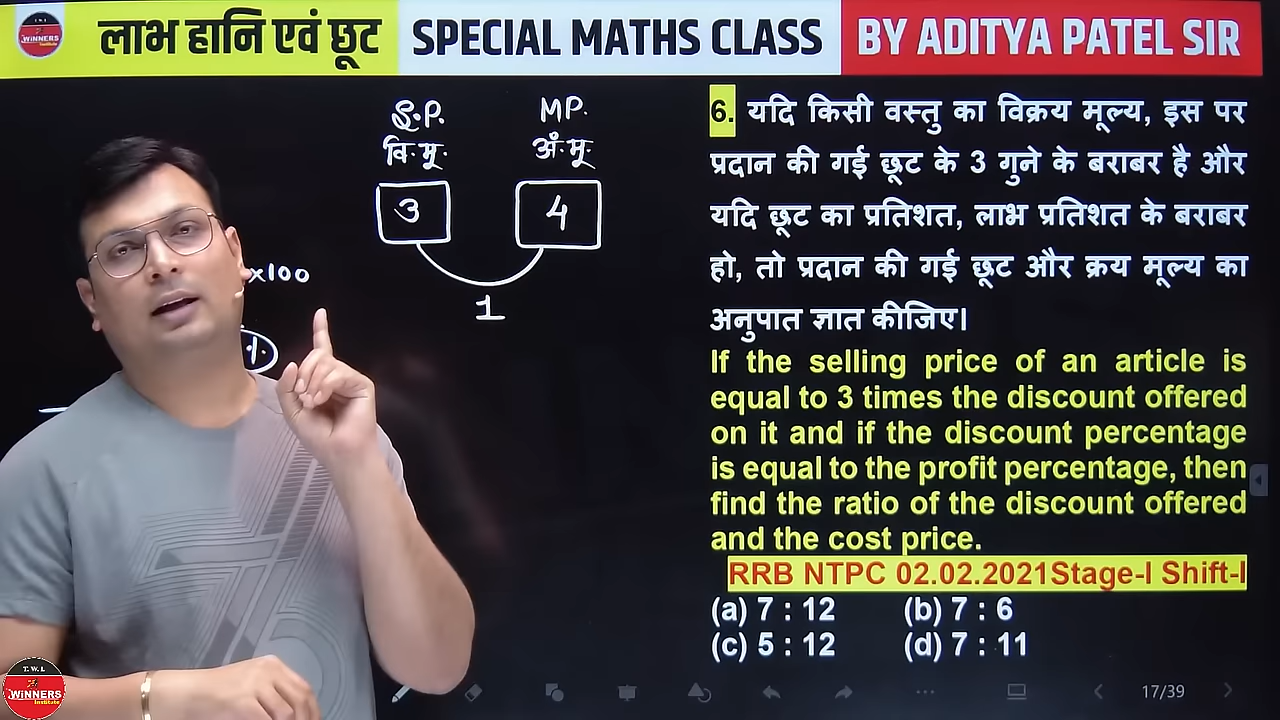 T.W.I.
WiNNERS
Institute
लाभ हानि एवं छूट
SPECIAL MATHS CLASS
BY ADITYA PATEL SIR
S.P.
वि.मू.
3
MP.
अं.मू.
4
1
×100
6. यदि किसी वस्तु का विक्रय मूल्य, इस पर
प्रदान की गई छूट के 3 गुने के बराबर है और
यदि छूट का प्रतिशत, लाभ प्रतिशत के बराबर
हो, तो प्रदान की गई छूट और क्रय मूल्य का
अनुपात ज्ञात कीजिए।
If the selling price of an article is
equal to 3 times the discount offered
on it and if the discount percentage
is equal to the profit percentage, then
find the ratio of the discount offered
and the cost price.
RRB NTPC 02.02.2021Stage-I Shift-I
(a) 7 : 12 (b) 7 : 6
(c) 5 : 12 (d) 7 : 11
17/39
T.W.I.
WiNNERS
Institute